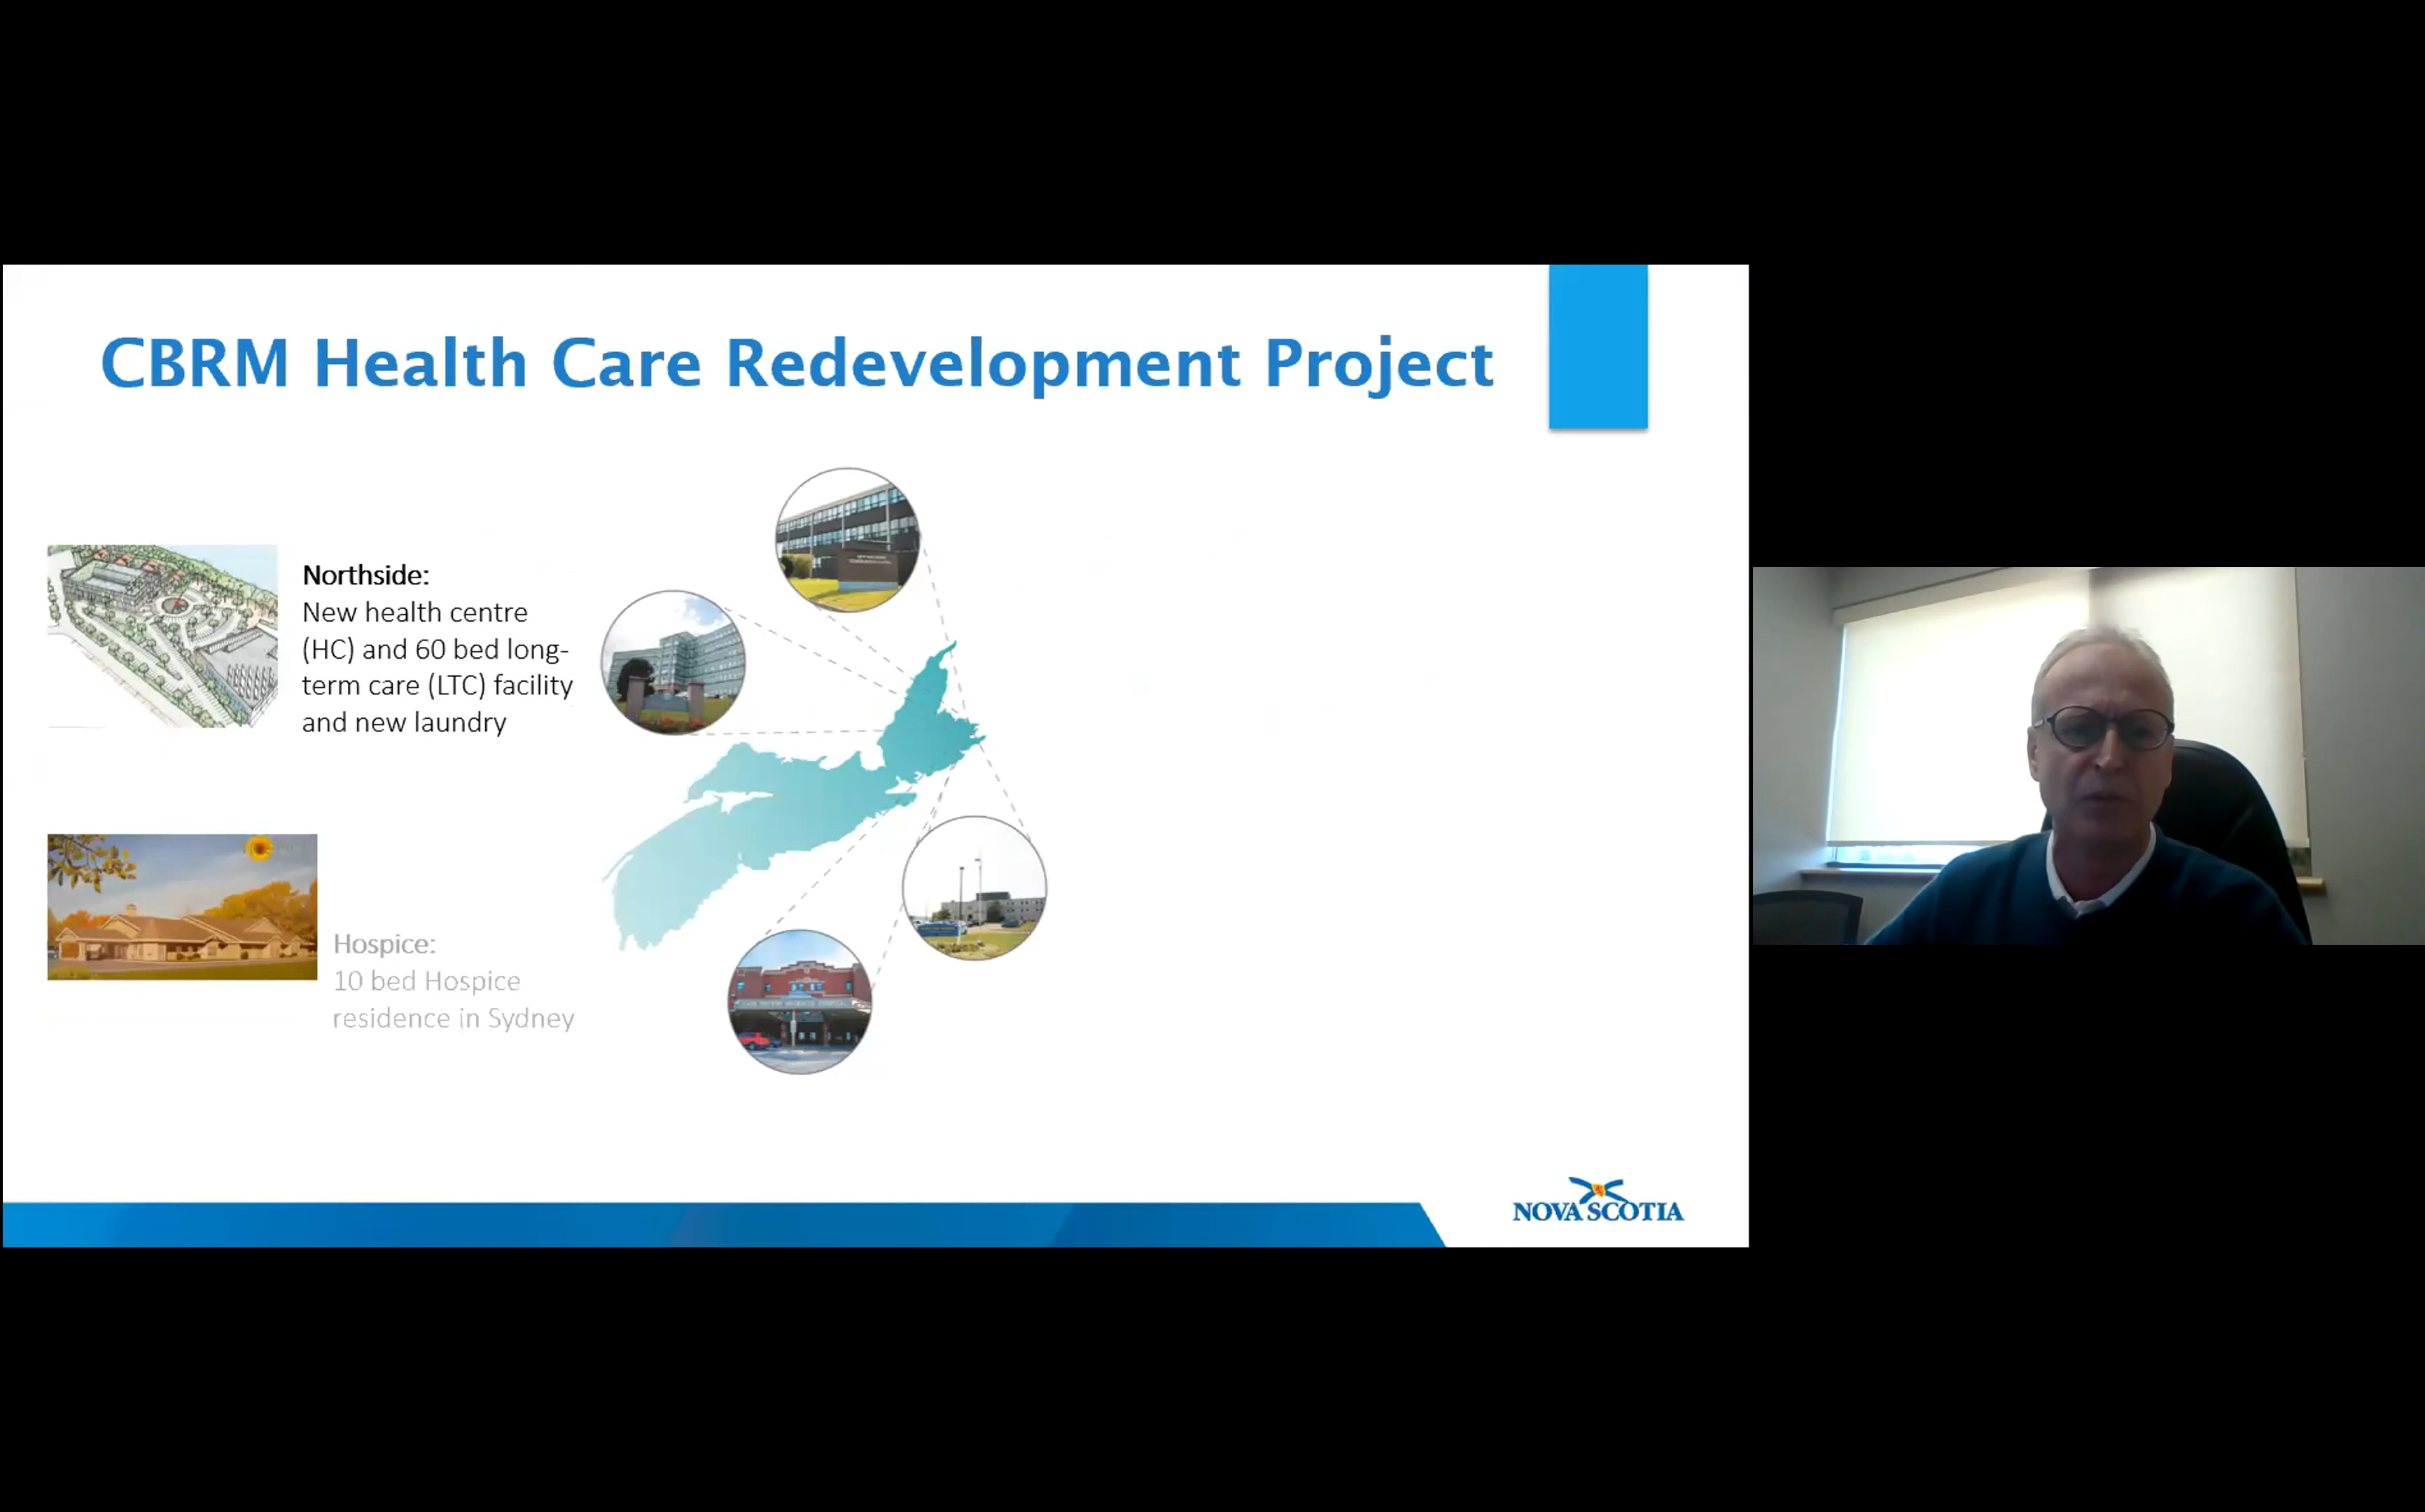 CBRM Health Care Redevelopment Project
Northside:
New health centre
(HC) and 60 bed long-
term care (LTC) facility
and new laundry
Hospice:
10 bed Hospice
residence in Sydney
NOVA SCOTIA